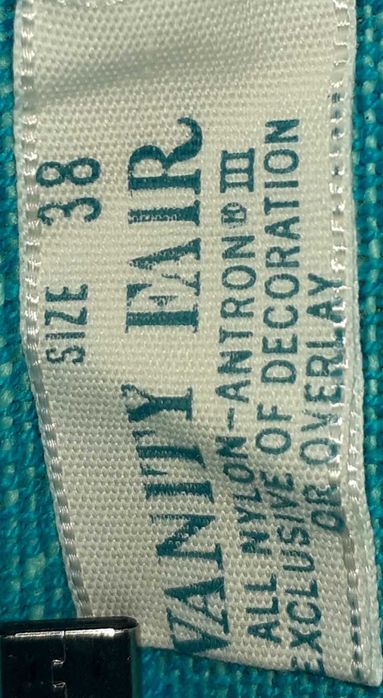 SIZE 38
VANITY FAIR
ALL NYLON-ANTRON® III
EXCLUSIVE OF DECORATION
OR OVERLAY